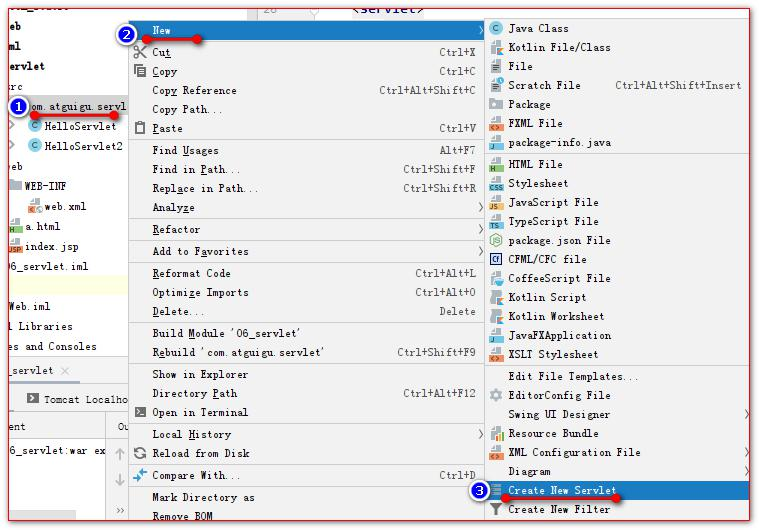 eb
ml
ervlet
src
com.atguigu.servl
HelloServlet
HelloServlet2
eb
WEB-INF
web.xml
a.html
index.jsp
06_servlet.iml
Web.iml
l Libraries
es and Consoles
_servlet
Tomcat Localho
ent
Ou
06_servlet:war ex
26
<servlet>
1
2
3
New
Cut Ctrl+X
Copy Ctrl+C
Copy Reference Ctrl+Alt+Shift+C
Copy Path...
Paste Ctrl+V
Find Usages Alt+F7
Find in Path... Ctrl+Shift+F
Replace in Path... Ctrl+Shift+R
Analyze
Refactor
Add to Favorites
Reformat Code Ctrl+Alt+L
Optimize Imports Ctrl+Alt+O
Delete... Delete
Build Module '06_servlet'
Rebuild 'com.atguigu.servlet' Ctrl+Shift+F9
Show in Explorer
Directory Path Ctrl+Alt+F12
Open in Terminal
Local History
Reload from Disk
Compare With... Ctrl+D
Mark Directory as
Remove BOM
Java Class
Kotlin File/Class
File
Scratch File Ctrl+Alt+Shift+Insert
Package
FXML File
package-info.java
HTML File
Stylesheet
JavaScript File
TypeScript File
package.json File
CFML/CFC file
CoffeeScript File
Kotlin Script
Kotlin Worksheet
JavaFXApplication
XSLT Stylesheet
Edit File Templates...
EditorConfig File
Swing UI Designer
Resource Bundle
XML Configuration File
Diagram
Create New Servlet
Create New Filter